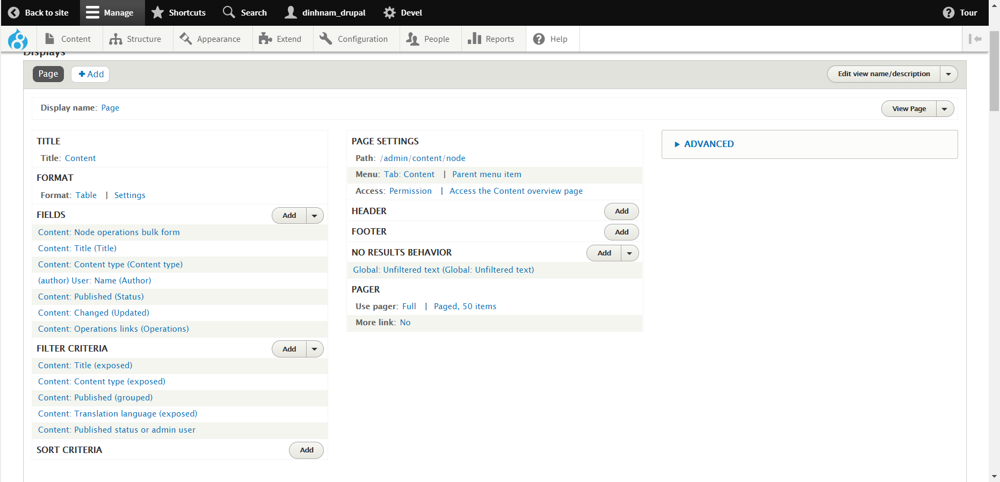 Back to site Manage Shortcuts Search dinhnam_drupal Devel Tour
Content Structure Appearance Extend Configuration People Reports Help
Displays
Page Add Edit view name/description
Display name: Page View Page
TITLE
Title: Content
FORMAT
Format: Table | Settings
FIELDS Add
Content: Node operations bulk form
Content: Title (Title)
Content: Content type (Content type)
(author) User: Name (Author)
Content: Published (Status)
Content: Changed (Updated)
Content: Operations links (Operations)
FILTER CRITERIA Add
Content: Title (exposed)
Content: Content type (exposed)
Content: Published (grouped)
Content: Translation language (exposed)
Content: Published status or admin user
SORT CRITERIA Add
PAGE SETTINGS
Path: /admin/content/node
Menu: Tab: Content | Parent menu item
Access: Permission | Access the Content overview page
HEADER Add
FOOTER Add
NO RESULTS BEHAVIOR Add
Global: Unfiltered text (Global: Unfiltered text)
PAGER
Use pager: Full | Paged, 50 items
More link: No
ADVANCED